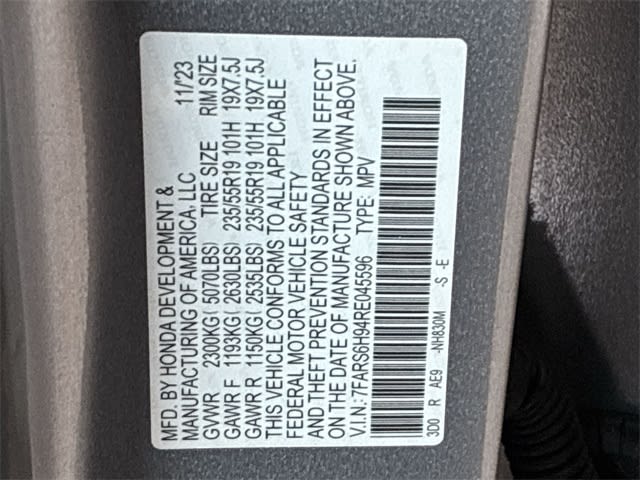 MFD. BY HONDA DEVELOPMENT & 11/23
MANUFACTURING OF AMERICA, LLC
GVWR 2300KG( 5070LBS) TIRE SIZE RIM SIZE
GAWR F 1193KG( 2630LBS) 235/55R19 101H 19X7.5J
GAWR R 1150KG( 2535LBS) 235/55R19 101H 19X7.5J
THIS VEHICLE CONFORMS TO ALL APPLICABLE
FEDERAL MOTOR VEHICLE SAFETY
AND THEFT PREVENTION STANDARDS IN EFFECT
ON THE DATE OF MANUFACTURE SHOWN ABOVE.
V.I.N.:7FARS6H94RE045596 TYPE: MPV
3D0 R AE9 -NH830M -S -E